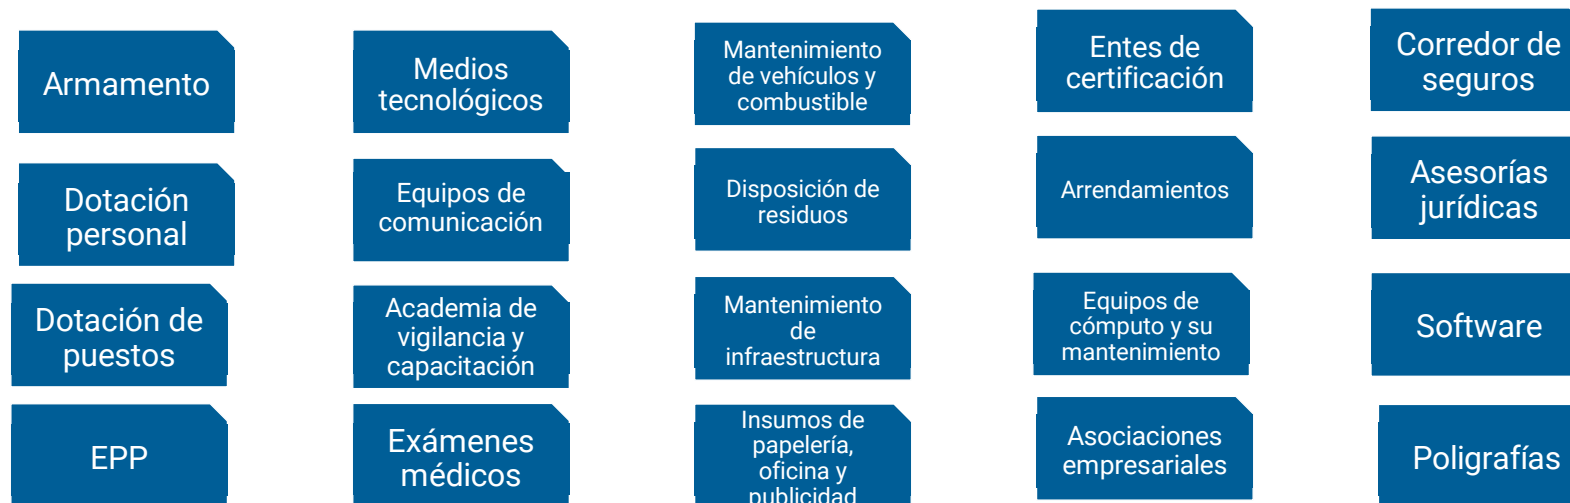 Armamento
Medios
tecnológicos
Mantenimiento
de vehículos y
combustible
Entes de
certificación
Corredor de
seguros
Dotación
personal
Equipos de
comunicación
Disposición de
residuos
Arrendamientos
Asesorías
jurídicas
Dotación de
puestos
Academia de
vigilancia y
capacitación
Mantenimiento
de
infraestructura
Equipos de
cómputo y su
mantenimiento
Software
EPP
Exámenes
médicos
Insumos de
papelería,
oficina y
publicidad
Asociaciones
empresariales
Poligrafías